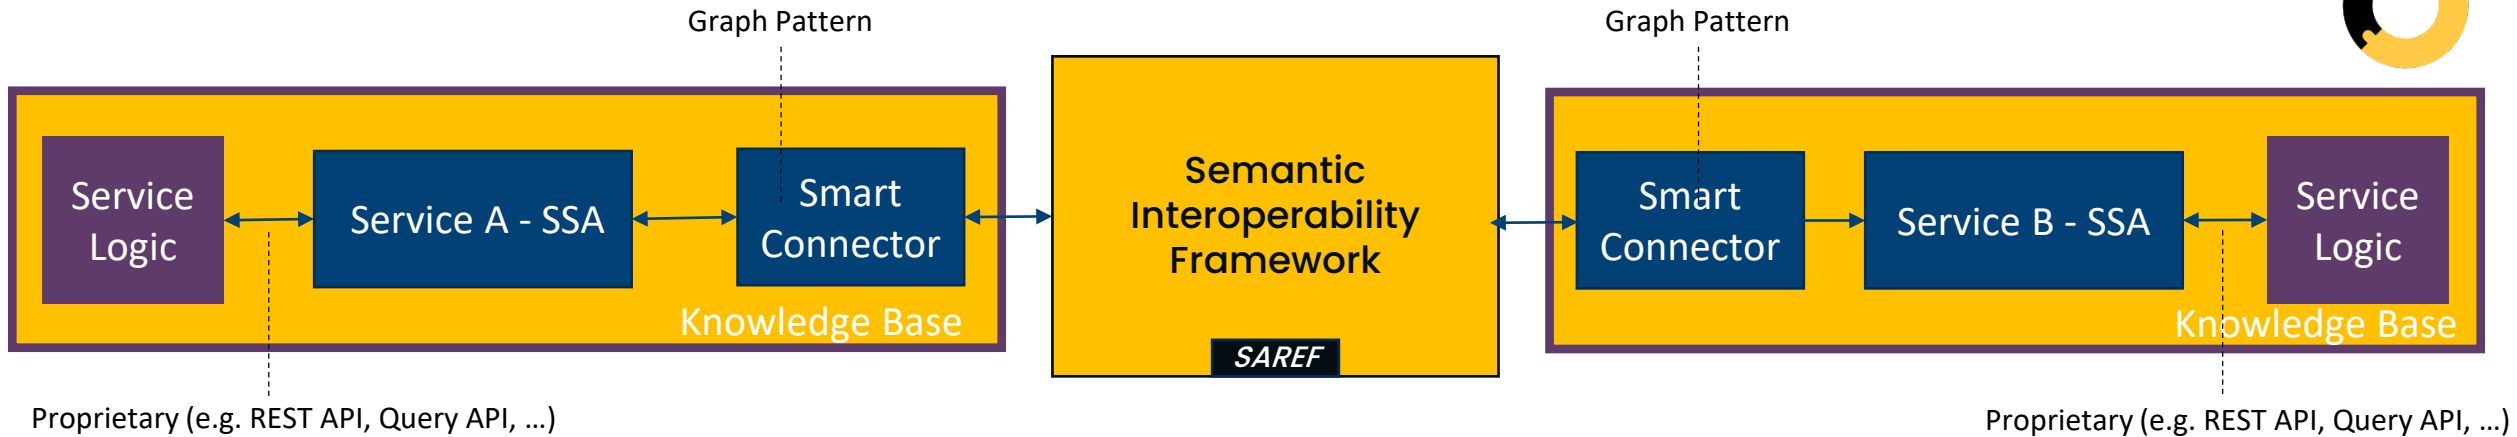 Graph Pattern
Graph Pattern
Service
Logic
Service A - SSA
Smart
Connector
Knowledge Base
Semantic
Interoperability
Framework
SAREF
Smart
Connector
Service B - SSA
Service
Logic
Knowledge Base
Proprietary (e.g. REST API, Query API, ...)
Proprietary (e.g. REST API, Query API, ...)